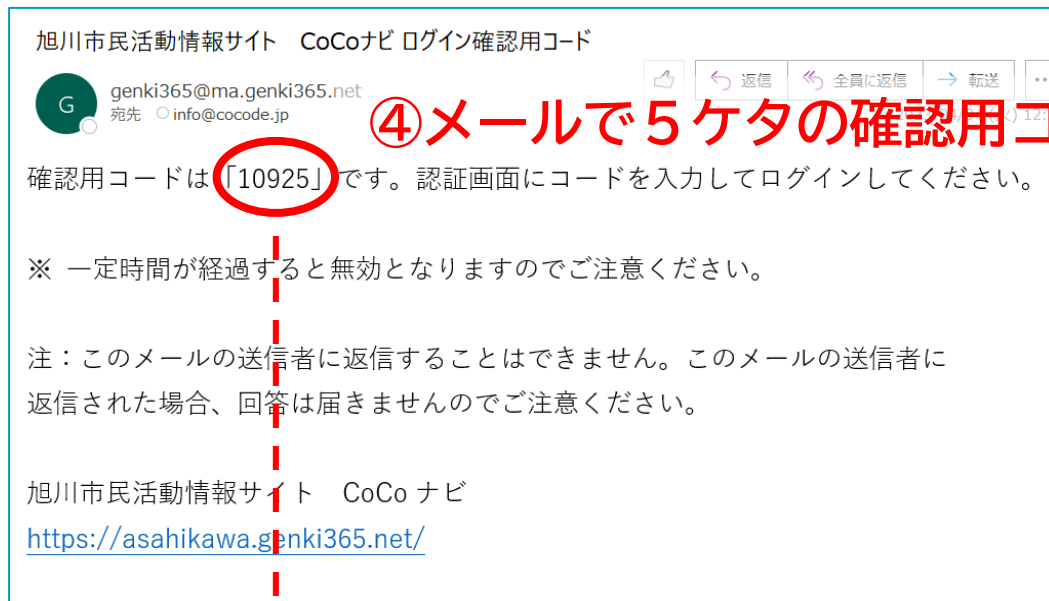 旭川市民活動情報サイト　CoCoナビ ログイン確認用コード
G
genki365@ma.genki365.net
宛先 info@cocode.jp
返信 全員に返信 転送
④メールで５ケタの確認用コ
12:
確認用コードは「10925」です。認証画面にコードを入力してログインしてください。
※ 一定時間が経過すると無効となりますのでご注意ください。
注：このメールの送信者に返信することはできません。このメールの送信者に
返信された場合、回答は届きませんのでご注意ください。
旭川市民活動情報サイト　CoCo ナビ
https://asahikawa.genki365.net/